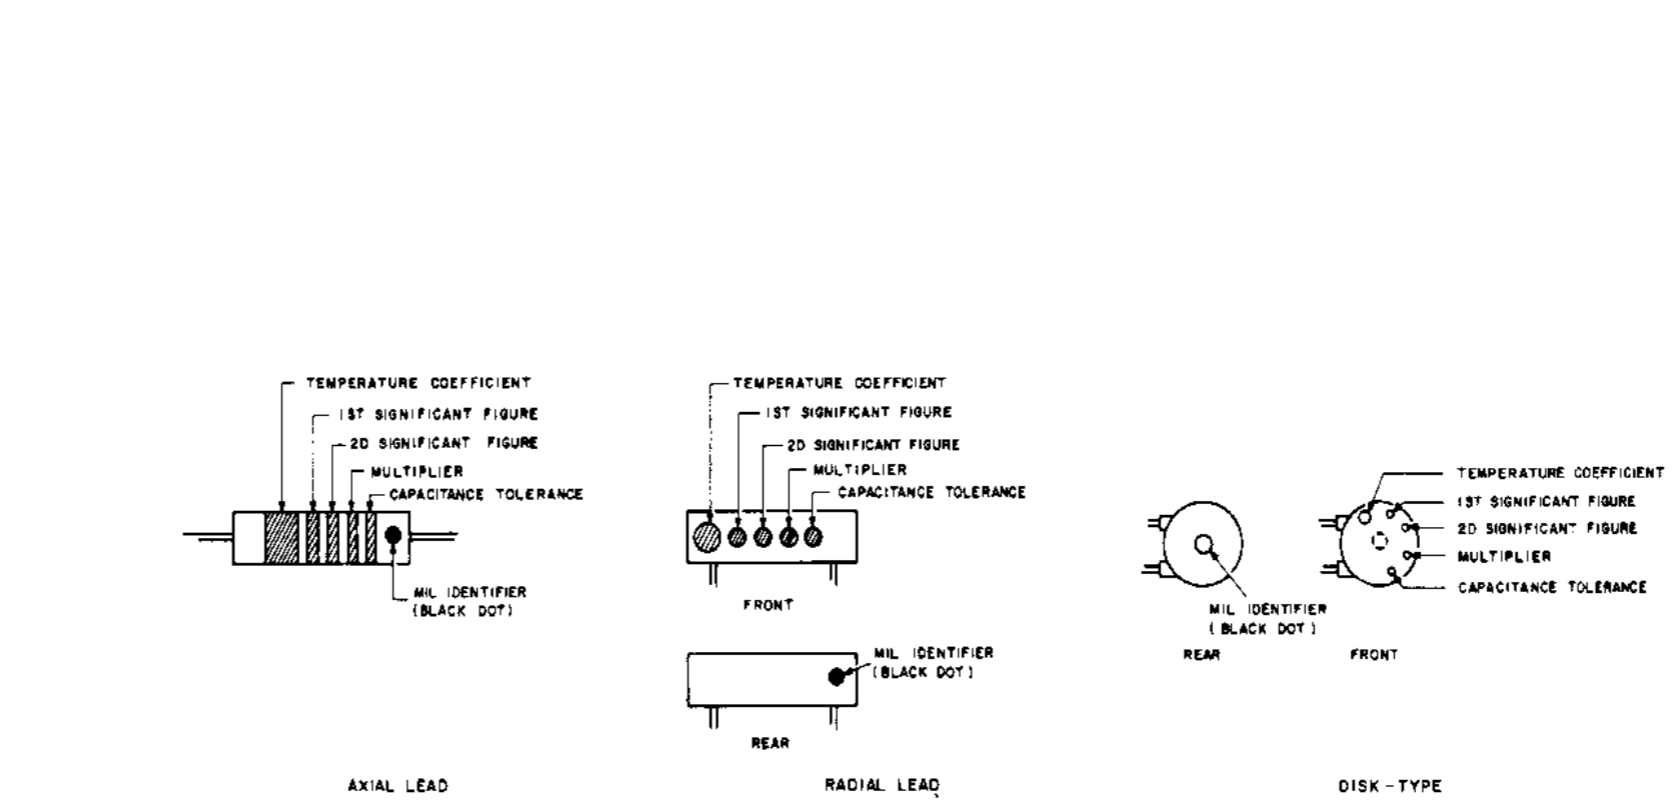 TEMPERATURE COEFFICIENT
1ST SIGNIFICANT FIGURE
2D SIGNIFICANT FIGURE
MULTIPLIER
CAPACITANCE TOLERANCE
MIL IDENTIFIER
(BLACK DOT)
AXIAL LEAD
TEMPERATURE COEFFICIENT
1ST SIGNIFICANT FIGURE
2D SIGNIFICANT FIGURE
MULTIPLIER
CAPACITANCE TOLERANCE
FRONT
MIL IDENTIFIER
(BLACK DOT)
REAR
RADIAL LEAD
MIL IDENTIFIER
(BLACK DOT)
REAR
TEMPERATURE COEFFICIENT
1ST SIGNIFICANT FIGURE
2D SIGNIFICANT FIGURE
MULTIPLIER
CAPACITANCE TOLERANCE
FRONT
DISK-TYPE